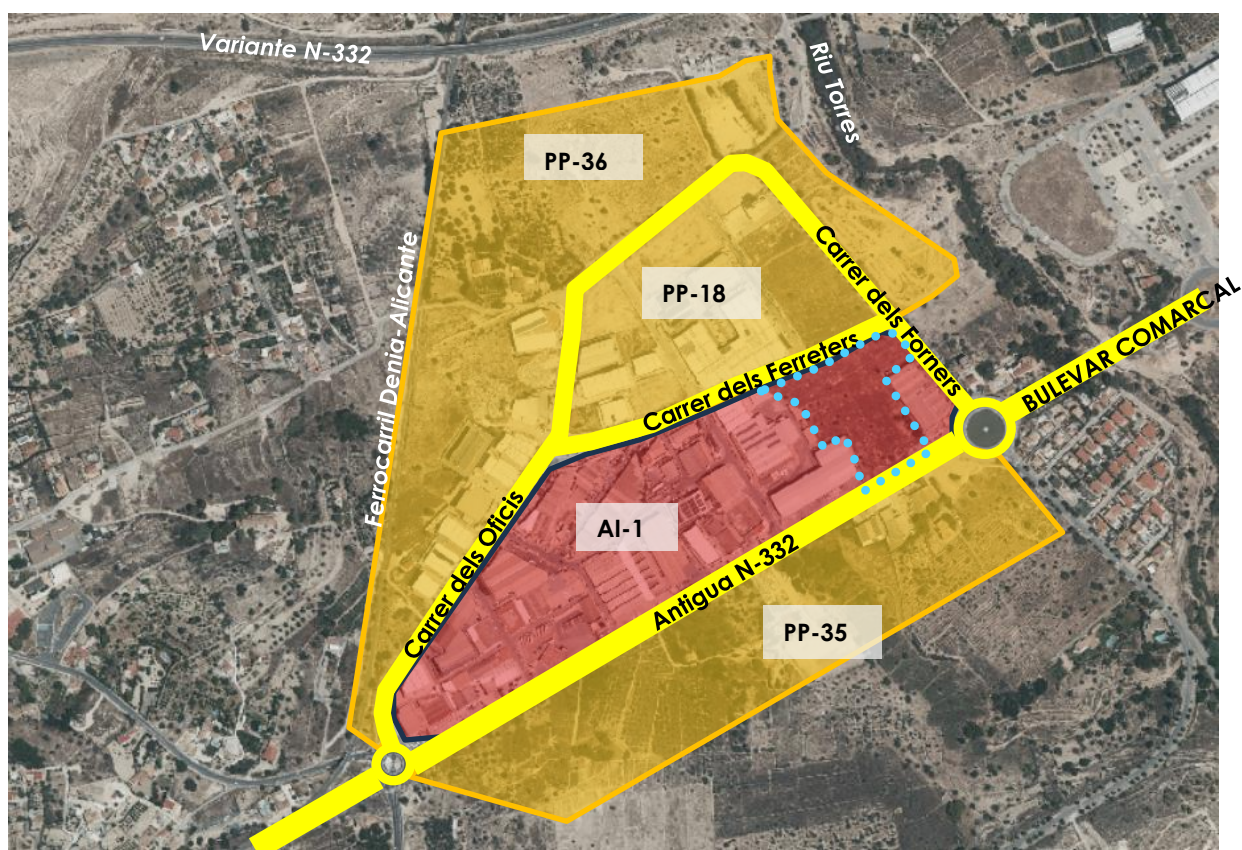 Variante N-332
Riu Torres
PP-36
Carrer dels Forners
Ferrocarril Denia-Alicante
PP-18
BULEVAR COMARCAL
Carrer dels Ferreters
Carrer dels Oficis
AI-1
Antigua N-332
PP-35